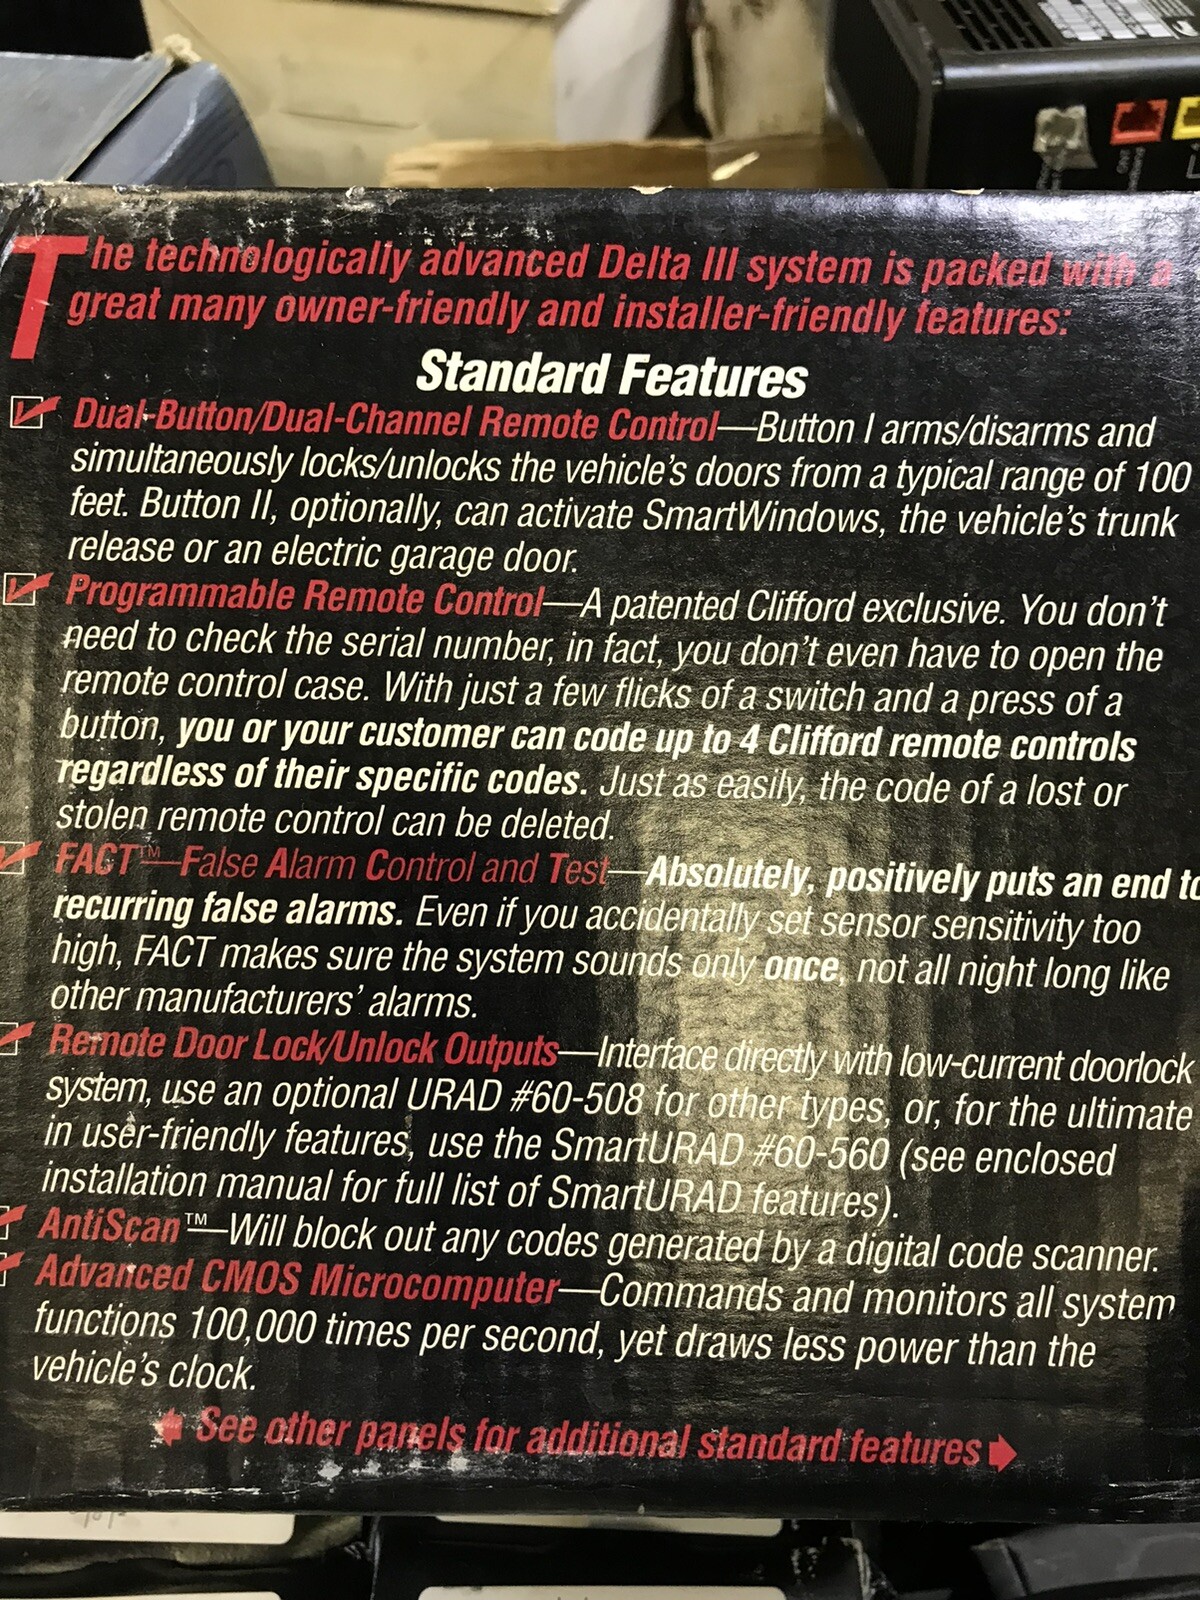 The technologically advanced Delta III system is packed with a
great many owner-friendly and installer-friendly features:
Standard Features
Dual-Button/Dual-Channel Remote Control—Button I arms/disarms and
simultaneously locks/unlocks the vehicle's doors from a typical range of 100
feet. Button II, optionally, can activate SmartWindows, the vehicle's trunk
release or an electric garage door.
Programmable Remote Control—A patented Clifford exclusive. You don't
need to check the serial number, in fact, you don't even have to open the
remote control case. With just a few flicks of a switch and a press of a
button, you or your customer can code up to 4 Clifford remote controls
regardless of their specific codes. Just as easily, the code of a lost or
stolen remote control can be deleted.
FACT™—False Alarm Control and Test—Absolutely, positively puts an end to
recurring false alarms. Even if you accidentally set sensor sensitivity too
high, FACT makes sure the system sounds only once, not all night long like
other manufacturers' alarms.
Remote Door Lock/Unlock Outputs—Interface directly with low-current doorlock
system, use an optional URAD #60-508 for other types, or, for the ultimate
in user-friendly features, use the SmartURAD #60-560 (see enclosed
installation manual for full list of SmartURAD features).
AntiScan™—Will block out any codes generated by a digital code scanner.
Advanced CMOS Microcomputer—Commands and monitors all system
functions 100,000 times per second, yet draws less power than the
vehicle's clock.
See other panels for additional standard features